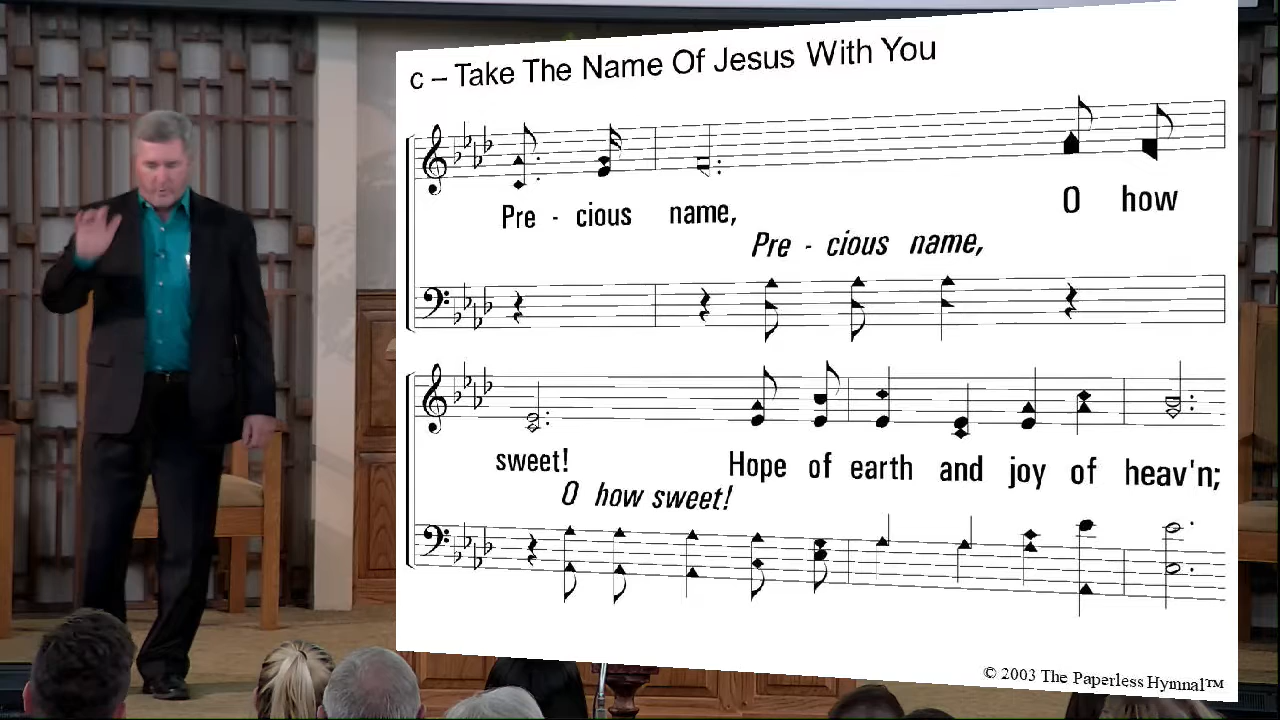 c – Take The Name Of Jesus With You
Pre - cious name, O how
Pre - cious name,
sweet! Hope of earth and joy of heav'n;
O how sweet!
© 2003 The Paperless Hymnal™